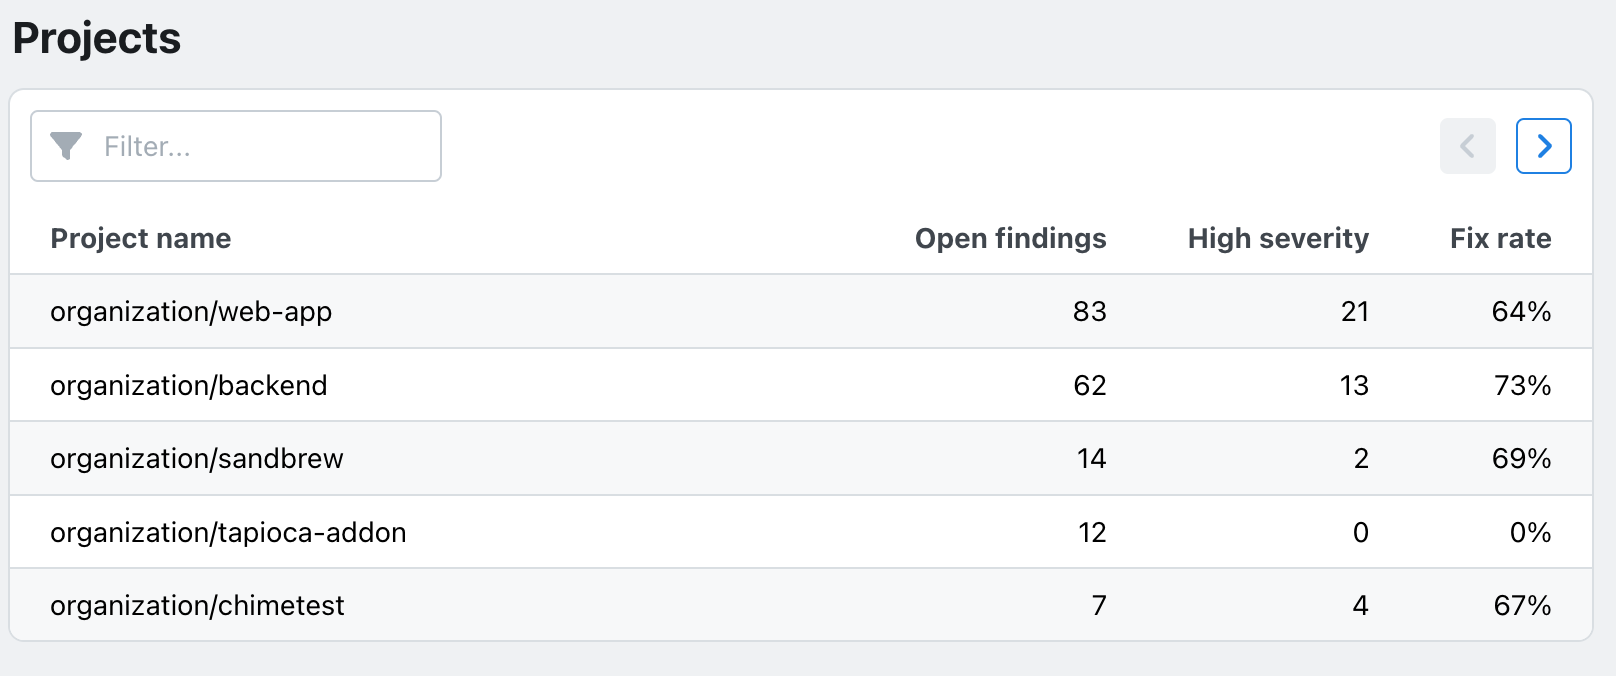 Projects
Filter...
Project name Open findings High severity Fix rate
organization/web-app 83 21 64%
organization/backend 62 13 73%
organization/sandbrew 14 2 69%
organization/tapioca-addon 12 0 0%
organization/chimetest 7 4 67%